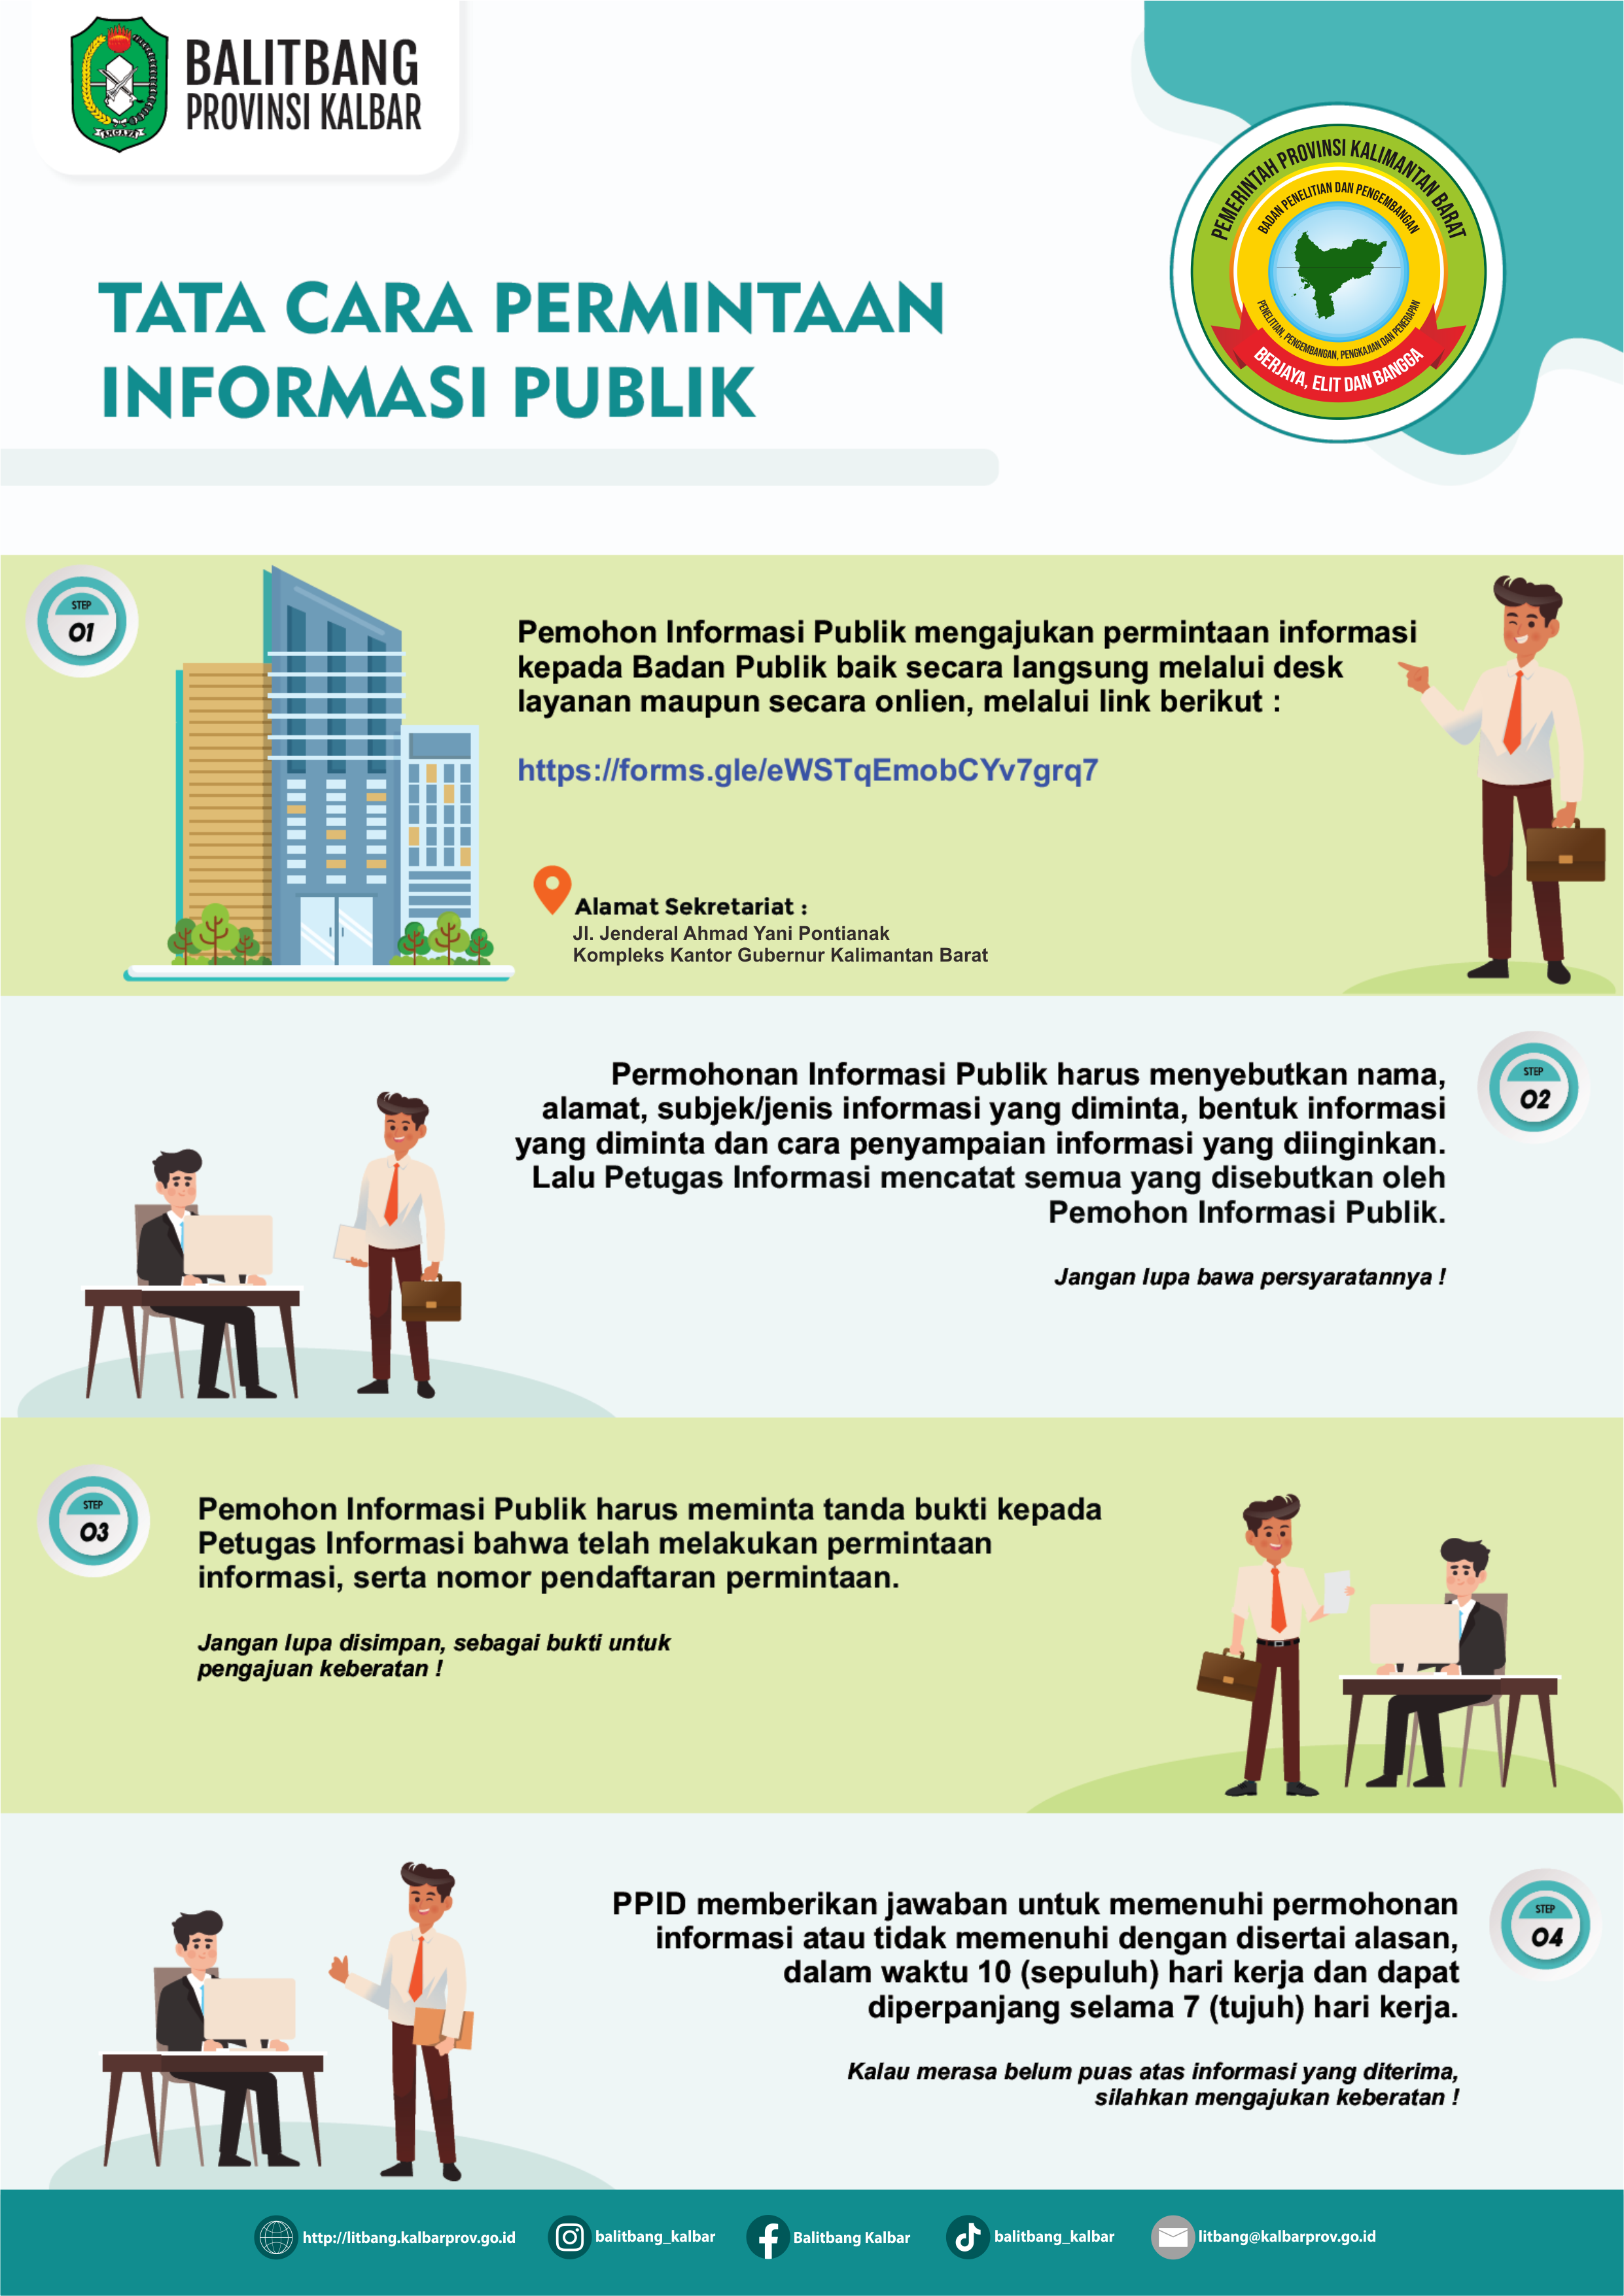 BALITBANG
PROVINSI KALBAR
PEMERINTAH PROVINSI KALIMANTAN BARAT
BADAN PENELITIAN DAN PENGEMBANGAN
PENELITIAN, PENGEMBANGAN, PENGKAJIAN DAN PENERAPAN
BERJAYA, ELIT DAN BANGGA
TATA CARA PERMINTAAN
INFORMASI PUBLIK
STEP
01
Pemohon Informasi Publik mengajukan permintaan informasi
kepada Badan Publik baik secara langsung melalui desk
layanan maupun secara onlien, melalui link berikut :
https://forms.gle/eWSTqEmobCYv7grq7
Alamat Sekretariat :
Jl. Jenderal Ahmad Yani Pontianak
Kompleks Kantor Gubernur Kalimantan Barat
STEP
02
Permohonan Informasi Publik harus menyebutkan nama,
alamat, subjek/jenis informasi yang diminta, bentuk informasi
yang diminta dan cara penyampaian informasi yang diinginkan.
Lalu Petugas Informasi mencatat semua yang disebutkan oleh
Pemohon Informasi Publik.
Jangan lupa bawa persyaratannya !
STEP
03
Pemohon Informasi Publik harus meminta tanda bukti kepada
Petugas Informasi bahwa telah melakukan permintaan
informasi, serta nomor pendaftaran permintaan.
Jangan lupa disimpan, sebagai bukti untuk
pengajuan keberatan !
STEP
04
PPID memberikan jawaban untuk memenuhi permohonan
informasi atau tidak memenuhi dengan disertai alasan,
dalam waktu 10 (sepuluh) hari kerja dan dapat
diperpanjang selama 7 (tujuh) hari kerja.
Kalau merasa belum puas atas informasi yang diterima,
silahkan mengajukan keberatan !
http://litbang.kalbarprov.go.id
balitbang_kalbar
Balitbang Kalbar
balitbang_kalbar
litbang@kalbarprov.go.id